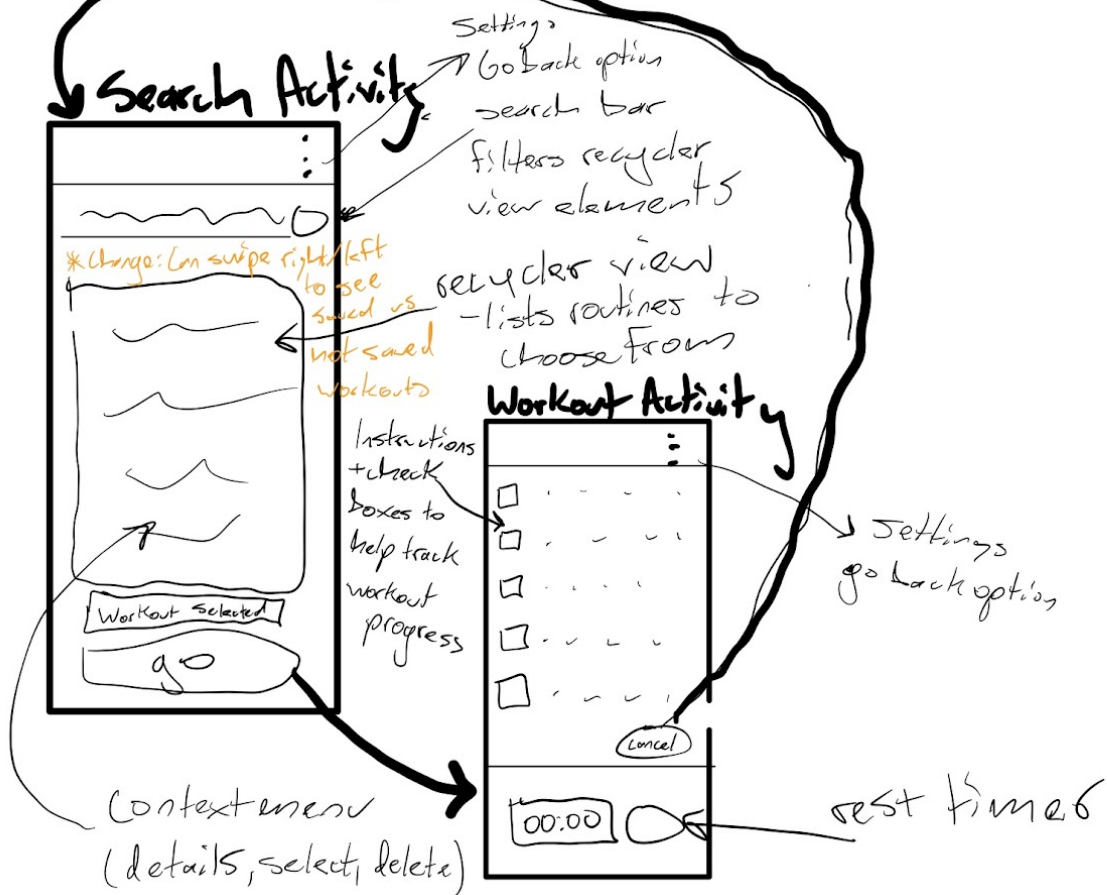 Settings
Go back option
Search Activity
search bar
filters recycler
view elements
* Change: Can swipe right/left
to see
saved vs
not saved
workouts
recycler view
- lists routines to
choose from
Workout Activity
Instructions
+ check
boxes to
help track
workout
progress
Settings
go back option
Workout Selected
go
Cancel
Context menu
(details, select, delete)
00:00
rest timer